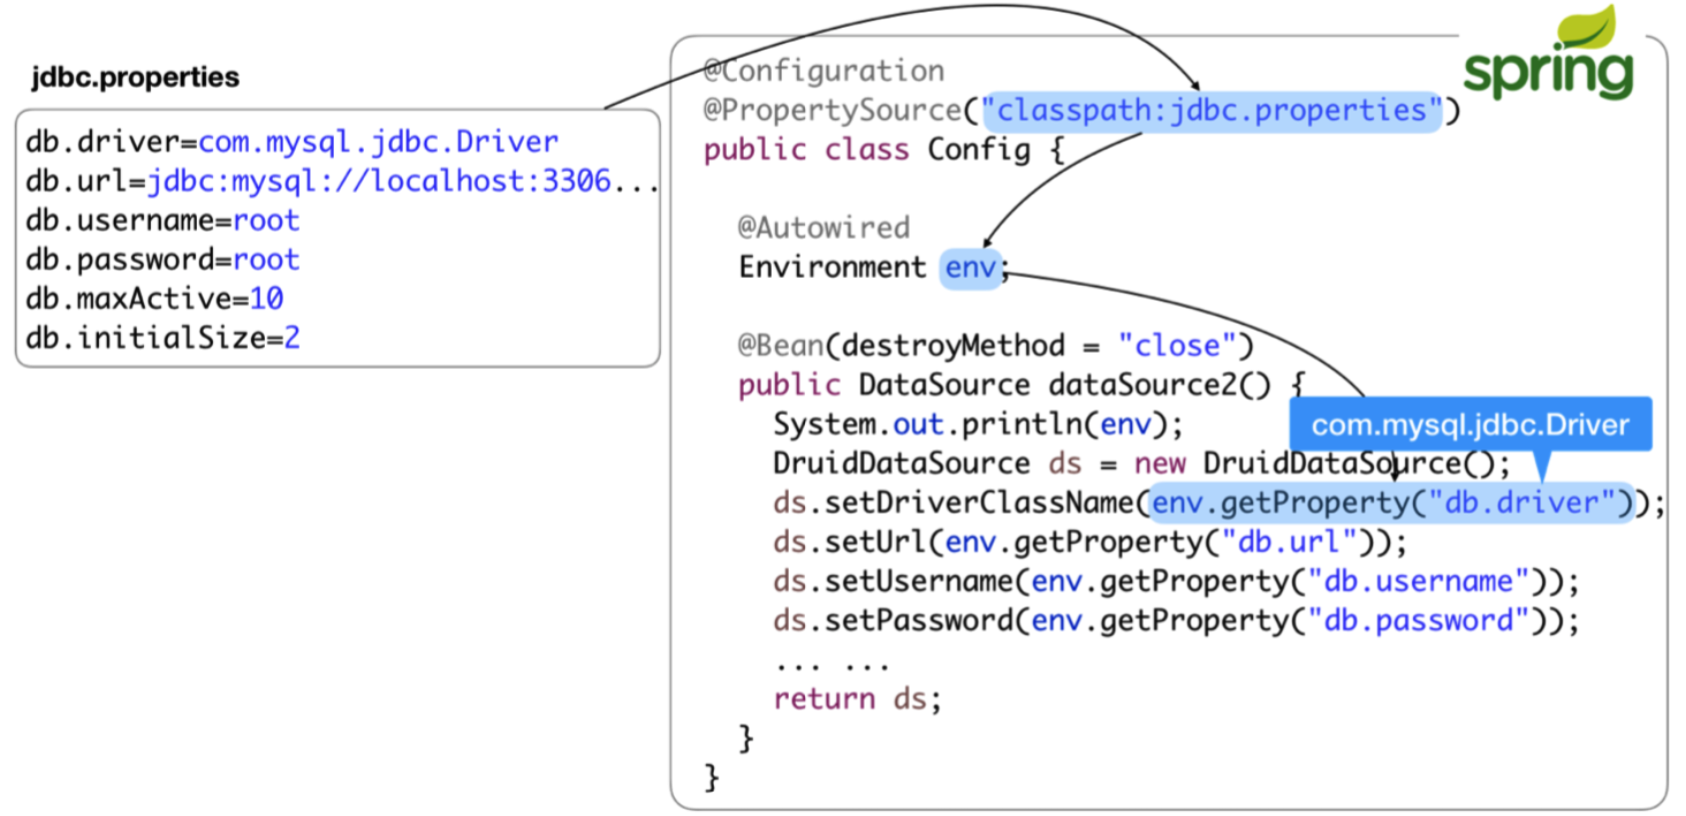 jdbc.properties
db.driver=com.mysql.jdbc.Driver
db.url=jdbc:mysql://localhost:3306...
db.username=root
db.password=root
db.maxActive=10
db.initialSize=2
spring
@Configuration
@PropertySource("classpath:jdbc.properties")
public class Config {
@Autowired
Environment env;
@Bean(destroyMethod = "close")
public DataSource dataSource2() {
System.out.println(env);
com.mysql.jdbc.Driver
DruidDataSource ds = new DruidDataSource();
ds.setDriverClassName(env.getProperty("db.driver"));
ds.setUrl(env.getProperty("db.url"));
ds.setUsername(env.getProperty("db.username"));
ds.setPassword(env.getProperty("db.password"));
... ...
return ds;
}
}